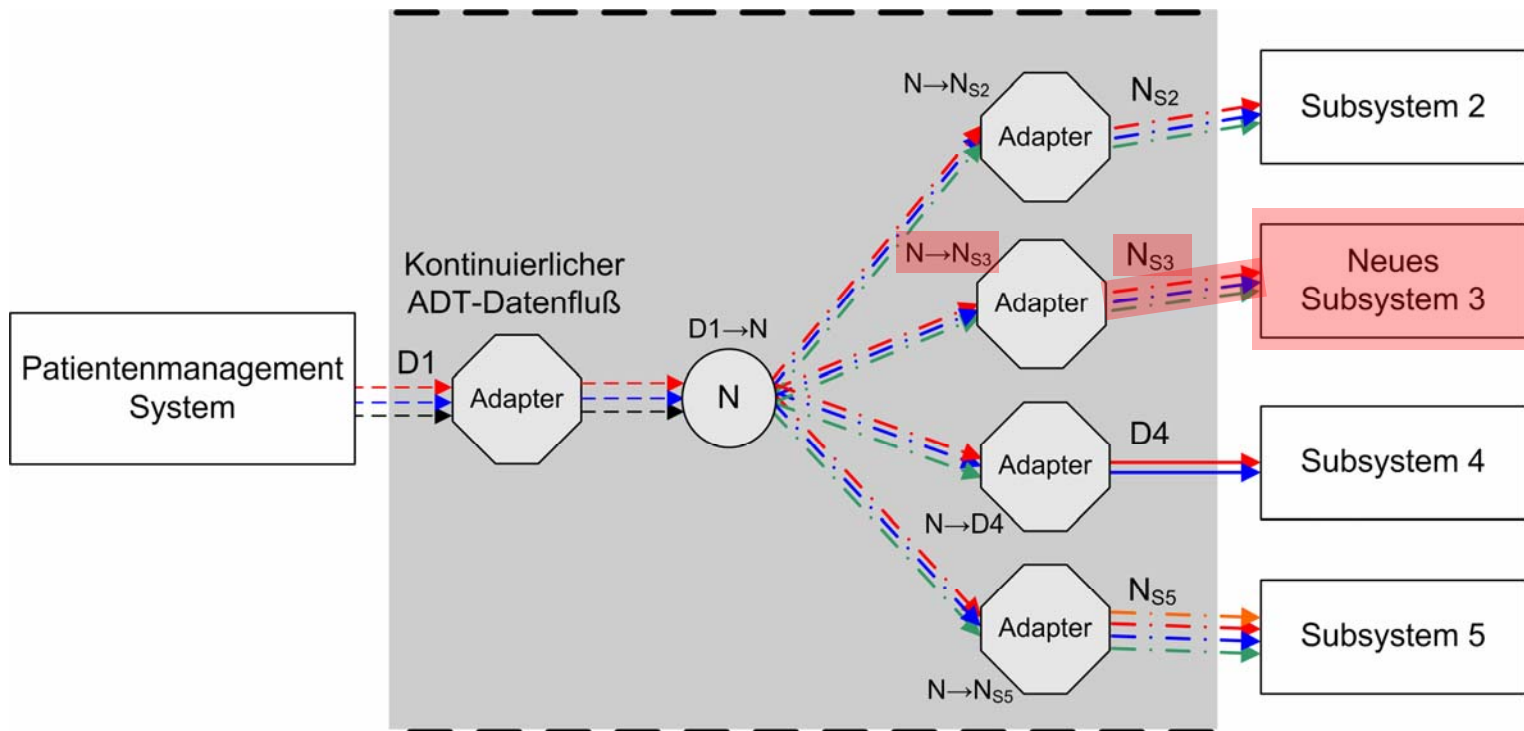 Patientenmanagement
System
D1
Kontinuierlicher
ADT-Datenfluß
Adapter
D1→N
N
N→NS2
Adapter
NS2
Subsystem 2
N→NS3
Adapter
NS3
Neues
Subsystem 3
Adapter
N→D4
D4
Subsystem 4
Adapter
N→NS5
NS5
Subsystem 5